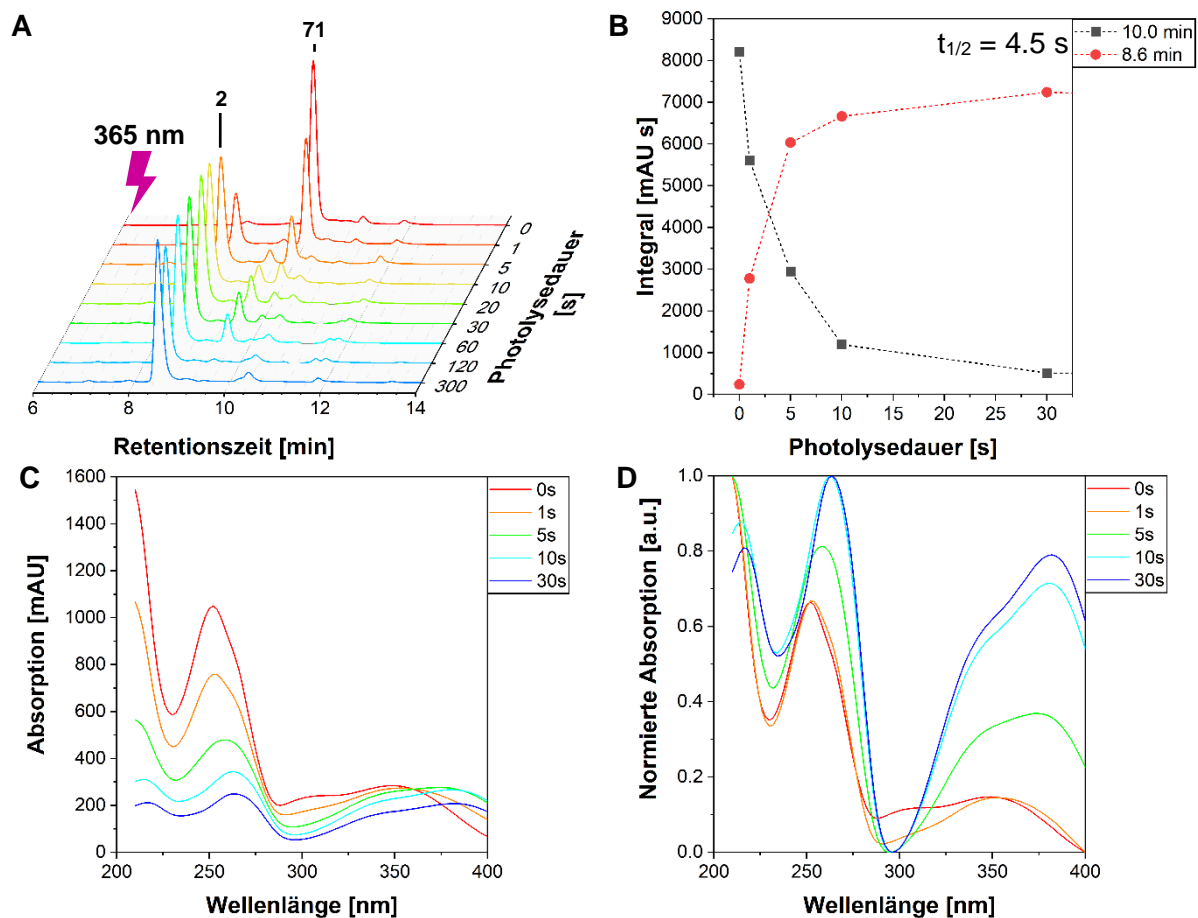 A
71
2
365 nm
0
1
5
10
20
30
60
120
300
Photolysedauer
[s]
6
8
10
12
14
Retentionszeit [min]
B
t1/2 = 4.5 s
10.0 min
8.6 min
9000
8000
7000
6000
5000
4000
3000
2000
1000
0
Integral [mAU s]
0
5
10
15
20
25
30
Photolysedauer [s]
C
1600
1400
1200
1000
800
600
400
200
0
Absorption [mAU]
0s
1s
5s
10s
30s
200
250
300
350
400
Wellenlänge [nm]
D
1.0
0.8
0.6
0.4
0.2
0.0
Normierte Absorption [a.u.]
0s
1s
5s
10s
30s
200
250
300
350
400
Wellenlänge [nm]